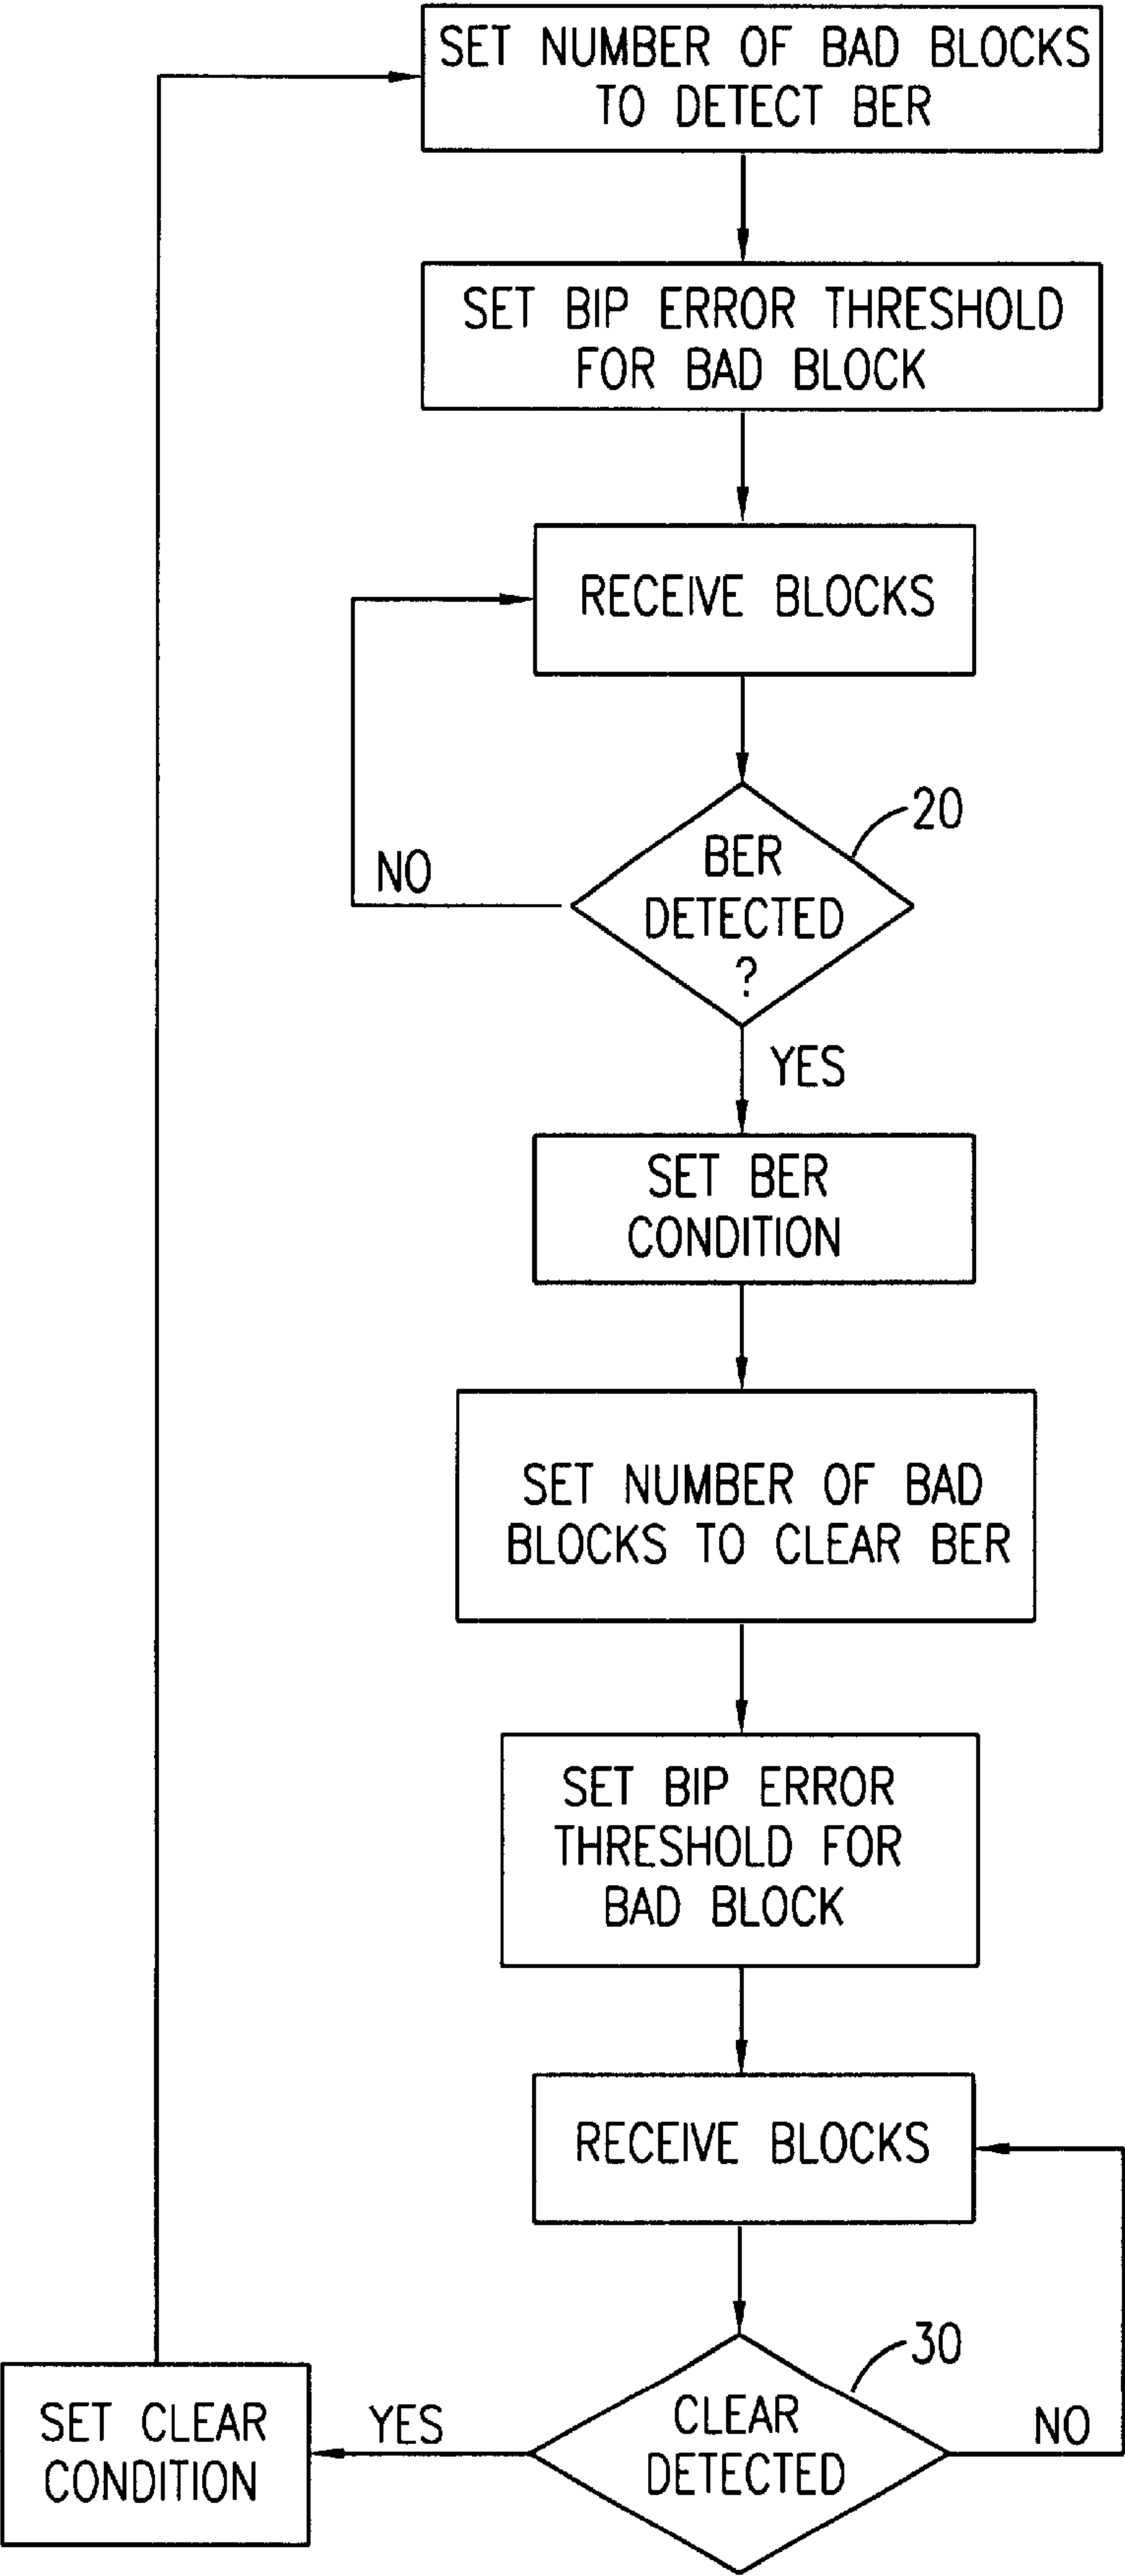 SET NUMBER OF BAD BLOCKS
TO DETECT BER
SET BIP ERROR THRESHOLD
FOR BAD BLOCK
RECEIVE BLOCKS
20
BER
DETECTED
?
NO
YES
SET BER
CONDITION
SET NUMBER OF BAD
BLOCKS TO CLEAR BER
SET BIP ERROR
THRESHOLD FOR
BAD BLOCK
RECEIVE BLOCKS
30
CLEAR
DETECTED
NO
YES
SET CLEAR
CONDITION